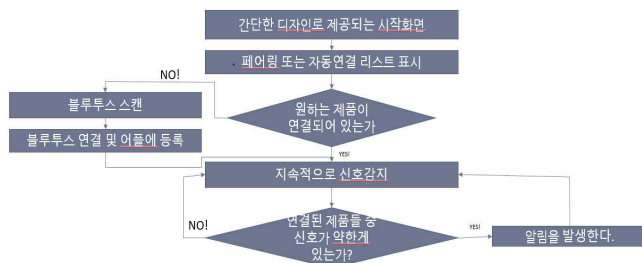 간단한 디자인로 제공되는 시작화면
페어링 또는 자동연결 리스트 표시
NO!
블루투스 스캔
원하는 제품이
연결되어 있는가
블루투스 연결 및 어플에 등록
YES!
지속적으로 신호감지
연결된 제품들 중
신호가 약한게
있는가?
NO!
YES!
알림을 발생한다.